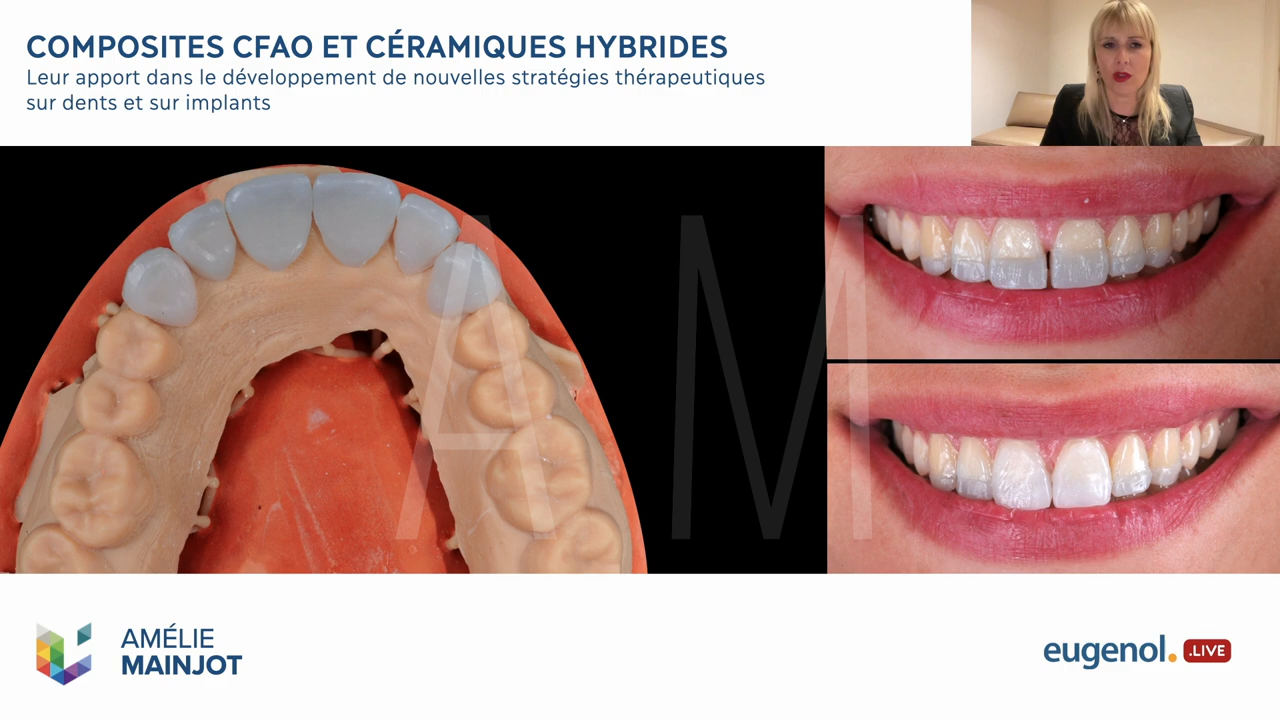 COMPOSITES CFAO ET CÉRAMIQUES HYBRIDES
Leur apport dans le développement de nouvelles stratégies thérapeutiques
sur dents et sur implants
A M
AMÉLIE
MAINJOT
eugenol.
.LIVE